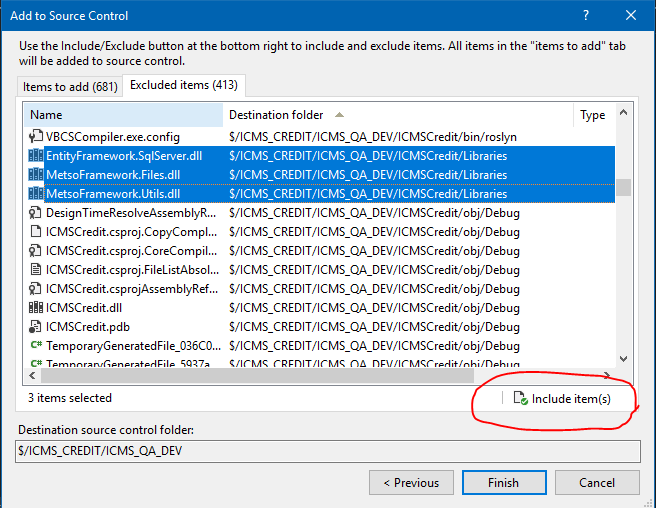 Add to Source Control
Use the Include/Exclude button at the bottom right to include and exclude items. All items in the "items to add" tab
will be added to source control.
Items to add (681) Excluded items (413)
Name Destination folder Type
VBCSCompiler.exe.config $/ICMS_CREDIT/ICMS_QA_DEV/ICMSCredit/bin/roslyn
EntityFramework.SqlServer.dll $/ICMS_CREDIT/ICMS_QA_DEV/ICMSCredit/Libraries
MetsoFramework.Files.dll $/ICMS_CREDIT/ICMS_QA_DEV/ICMSCredit/Libraries
MetsoFramework.Utils.dll $/ICMS_CREDIT/ICMS_QA_DEV/ICMSCredit/Libraries
DesignTimeResolveAssemblyR... $/ICMS_CREDIT/ICMS_QA_DEV/ICMSCredit/obj/Debug
ICMSCredit.csproj.CopyCompl... $/ICMS_CREDIT/ICMS_QA_DEV/ICMSCredit/obj/Debug
ICMSCredit.csproj.CoreCompil... $/ICMS_CREDIT/ICMS_QA_DEV/ICMSCredit/obj/Debug
ICMSCredit.csproj.FileListAbsol... $/ICMS_CREDIT/ICMS_QA_DEV/ICMSCredit/obj/Debug
ICMSCredit.csprojAssemblyRef... $/ICMS_CREDIT/ICMS_QA_DEV/ICMSCredit/obj/Debug
ICMSCredit.dll $/ICMS_CREDIT/ICMS_QA_DEV/ICMSCredit/obj/Debug
ICMSCredit.pdb $/ICMS_CREDIT/ICMS_QA_DEV/ICMSCredit/obj/Debug
C# TemporaryGeneratedFile_036C0... $/ICMS_CREDIT/ICMS_QA_DEV/ICMSCredit/obj/Debug
C# TemporaryGeneratedFile_5937a... $/ICMS_CREDIT/ICMS_QA_DEV/ICMSCredit/obj/Debug
3 items selected Include item(s)
Destination source control folder:
$/ICMS_CREDIT/ICMS_QA_DEV
< Previous Finish Cancel